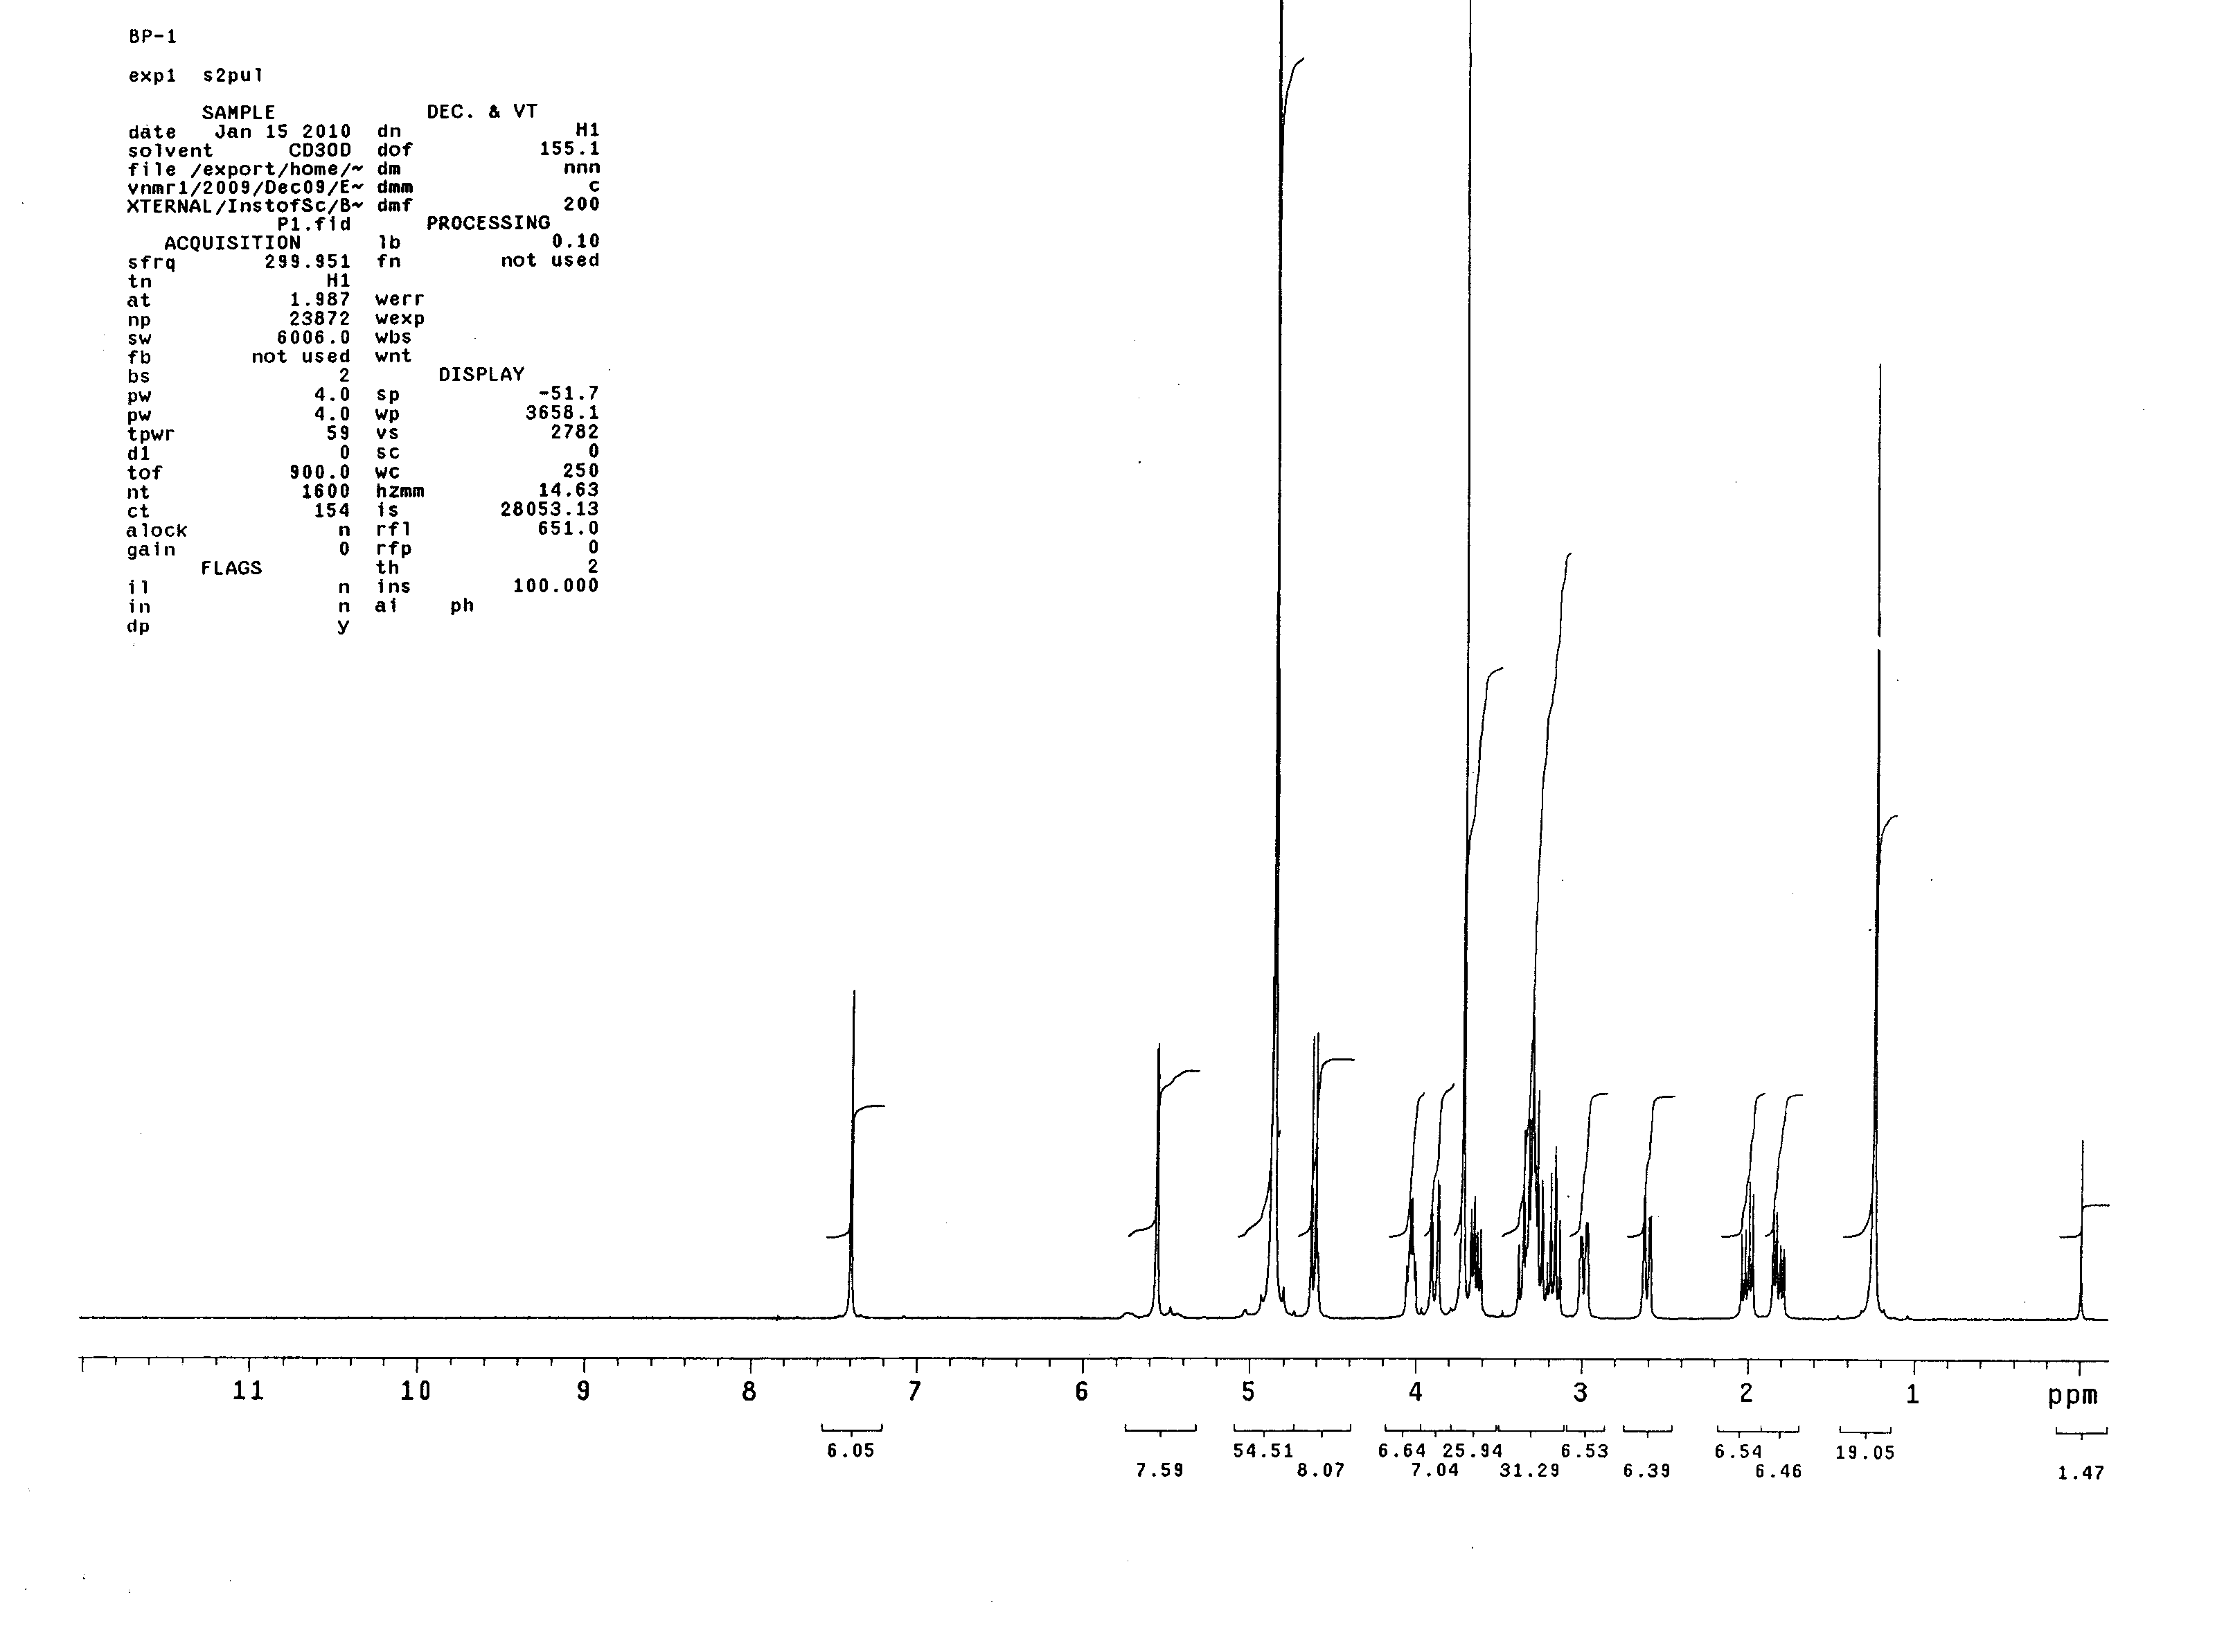 BP-1
exp1 s2pul
SAMPLE DEC. & VT
date Jan 15 2010 dn H1
solvent CD3OD dof 155.1
file /export/home/~ dm nnn
vnmr1/2009/Dec09/E~ dmm c
XTERNAL/InstofSc/B~ dmf 200
P1.fid PROCESSING
ACQUISITION lb 0.10
sfrq 299.951 fn not used
tn H1
at 1.987 werr
np 23872 wexp
sw 6006.0 wbs
fb not used wnt
bs 2 DISPLAY
pw 4.0 sp -51.7
pw 4.0 wp 3658.1
tpwr 59 vs 2782
d1 0 sc 0
tof 900.0 wc 250
nt 1600 hzmm 14.63
ct 154 is 28053.13
alock n rfl 651.0
gain 0 rfp 0
FLAGS th 2
il n ins 100.000
in n ai ph
dp y
11 10 9 8 7 6 5 4 3 2 1 ppm
6.05 54.51 6.64 25.94 6.53 6.54 19.05
7.59 8.07 7.04 31.29 6.39 6.46 1.47